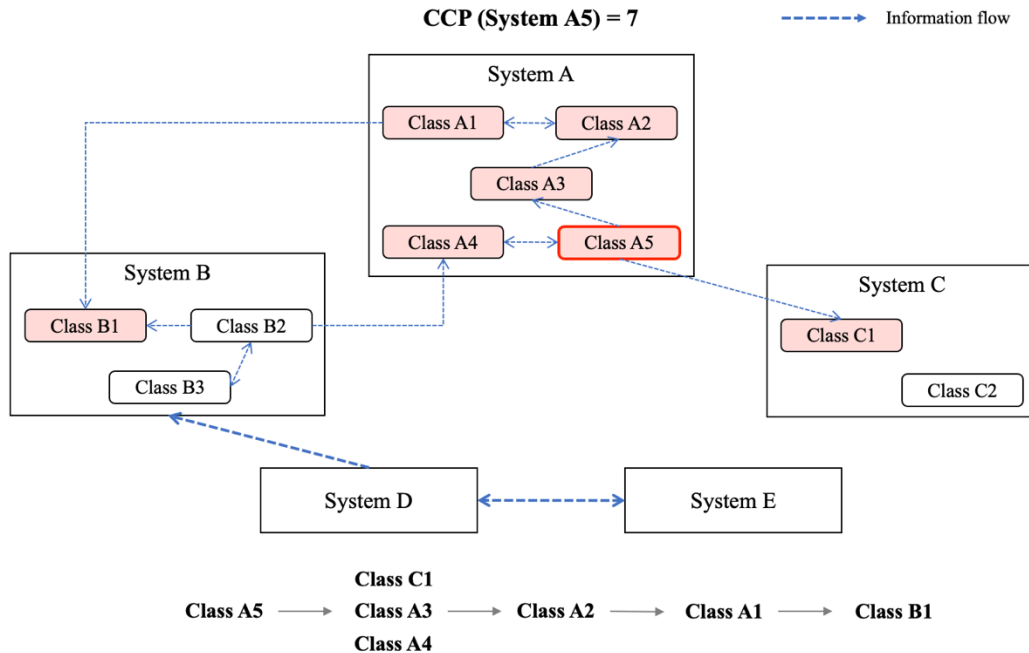 CCP (System A5) = 7
Information flow
System A
Class A1
Class A2
Class A3
Class A4
Class A5
System B
Class B1
Class B2
Class B3
System C
Class C1
Class C2
System D
System E
Class C1
Class A5
Class A3
Class A2
Class A1
Class B1
Class A4